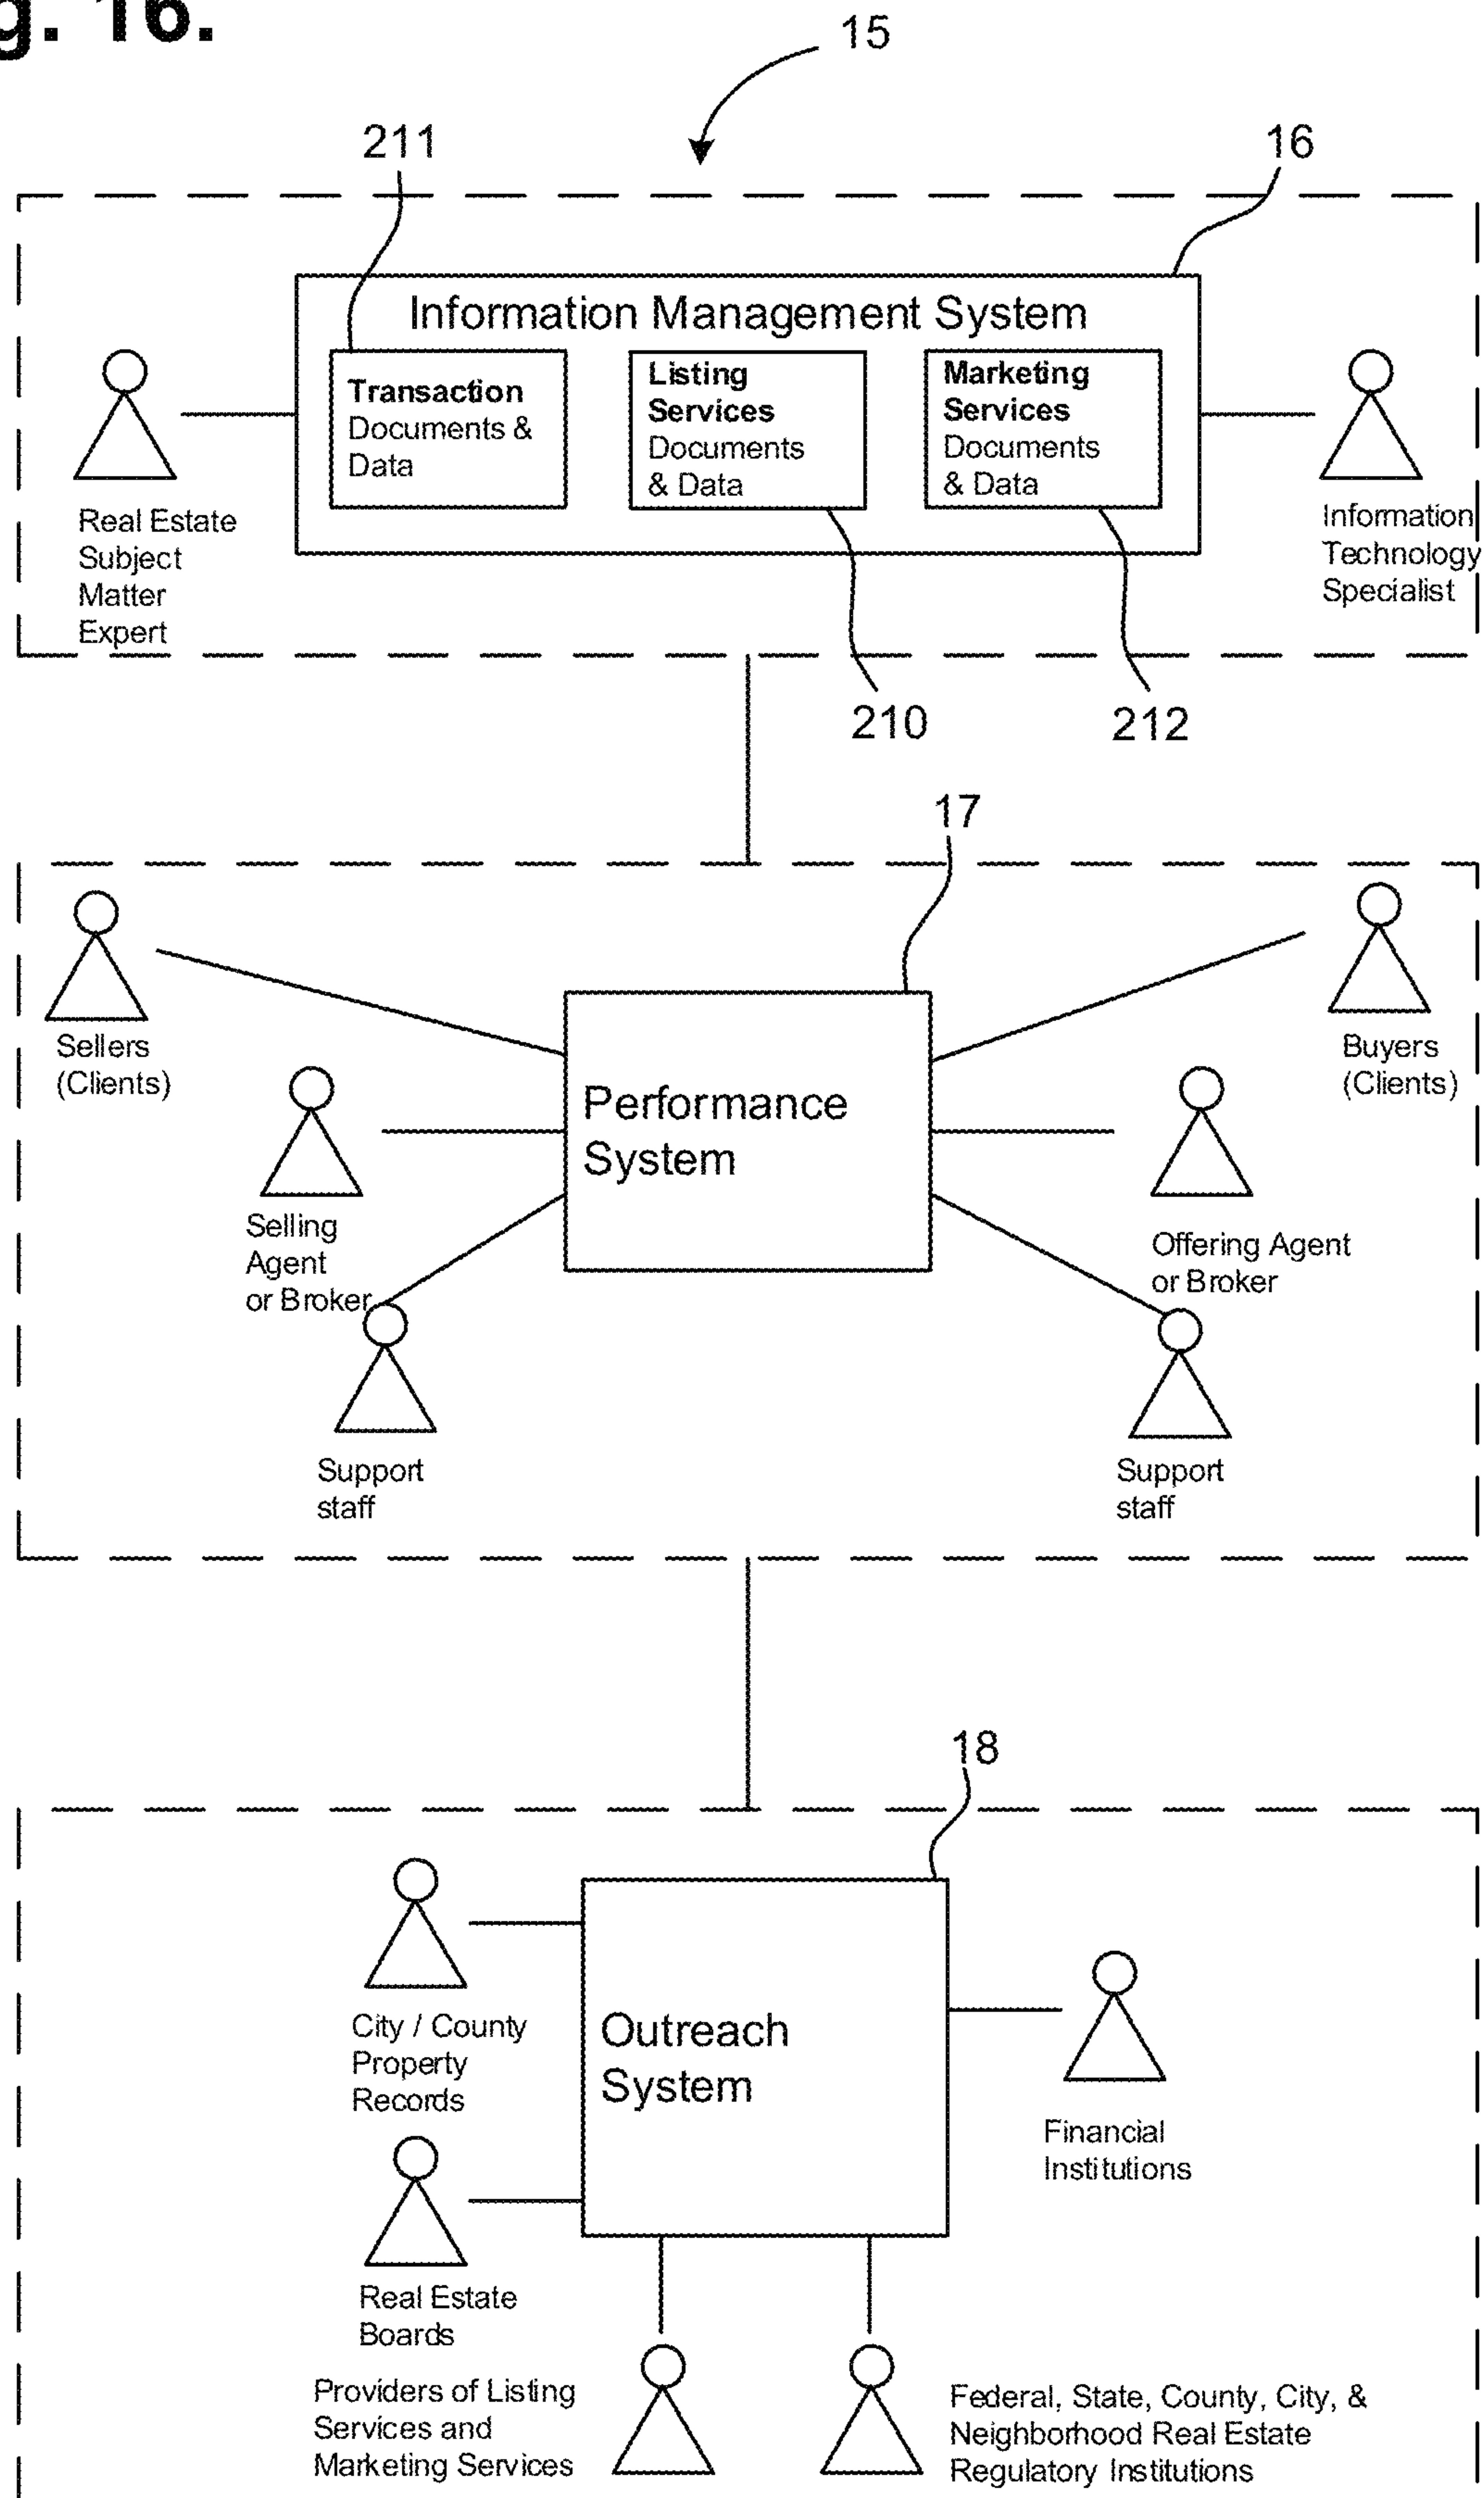 g. 16.
15
211
16
Information Management System
Transaction
Documents &
Data
Listing
Services
Documents
& Data
Marketing
Services
Documents
& Data
Real Estate
Subject
Matter
Expert
Information
Technology
Specialist
210
212
17
Sellers
(Clients)
Buyers
(Clients)
Performance
System
Selling
Agent
or Broker
Offering Agent
or Broker
Support
staff
Support
staff
18
City / County
Property
Records
Outreach
System
Financial
Institutions
Real Estate
Boards
Providers of Listing
Services and
Marketing Services
Federal, State, County, City, &
Neighborhood Real Estate
Regulatory Institutions